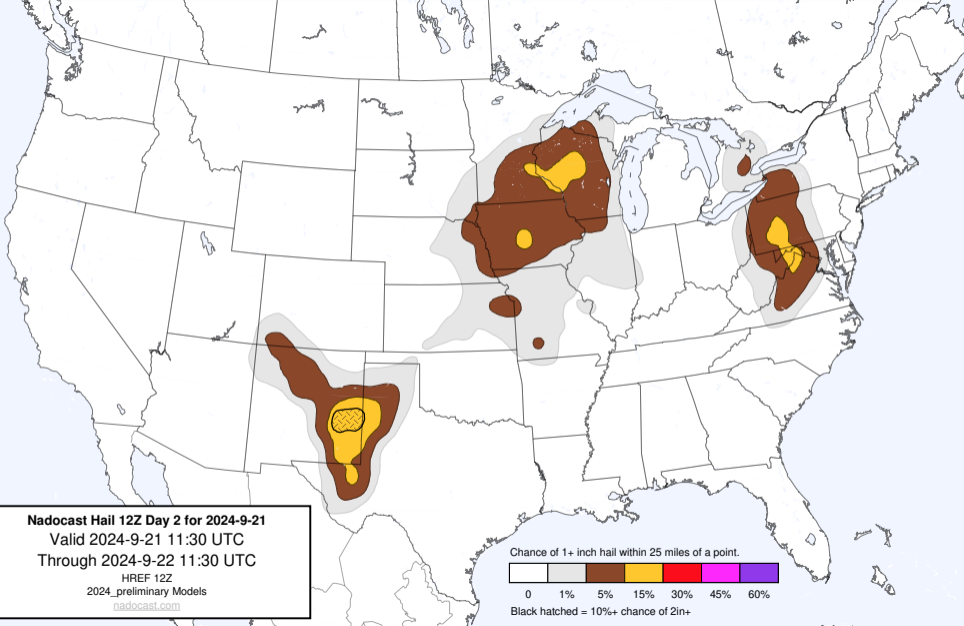 Nadocast Hail 12Z Day 2 for 2024-9-21
Valid 2024-9-21 11:30 UTC
Through 2024-9-22 11:30 UTC
HREF 12Z
2024_preliminary Models
nadocast.com
Chance of 1+ inch hail within 25 miles of a point.
0 1% 5% 15% 30% 45% 60%
Black hatched = 10%+ chance of 2in+